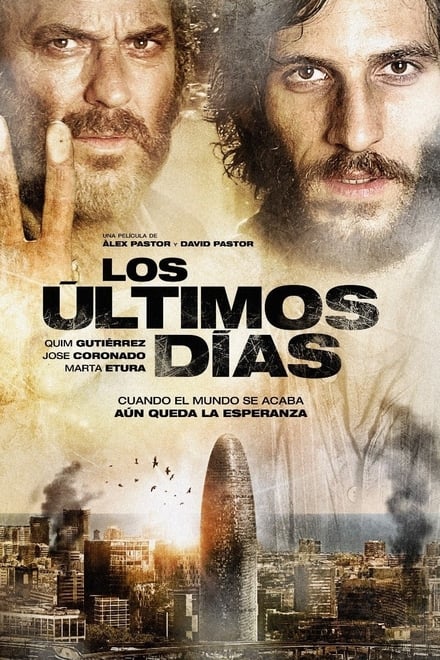 UNA PELÍCULA DE
ÀLEX PASTOR Y DAVID PASTOR
LOS
ÚLTIMOS
DÍAS
QUIM GUTIÉRREZ
JOSE CORONADO
MARTA ETURA
CUANDO EL MUNDO SE ACABA
AÚN QUEDA LA ESPERANZA